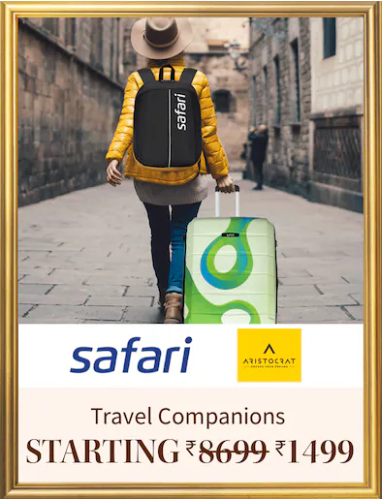 safari
safari
ARISTOCRAT
Travel Companions
STARTING ₹8699 ₹1499